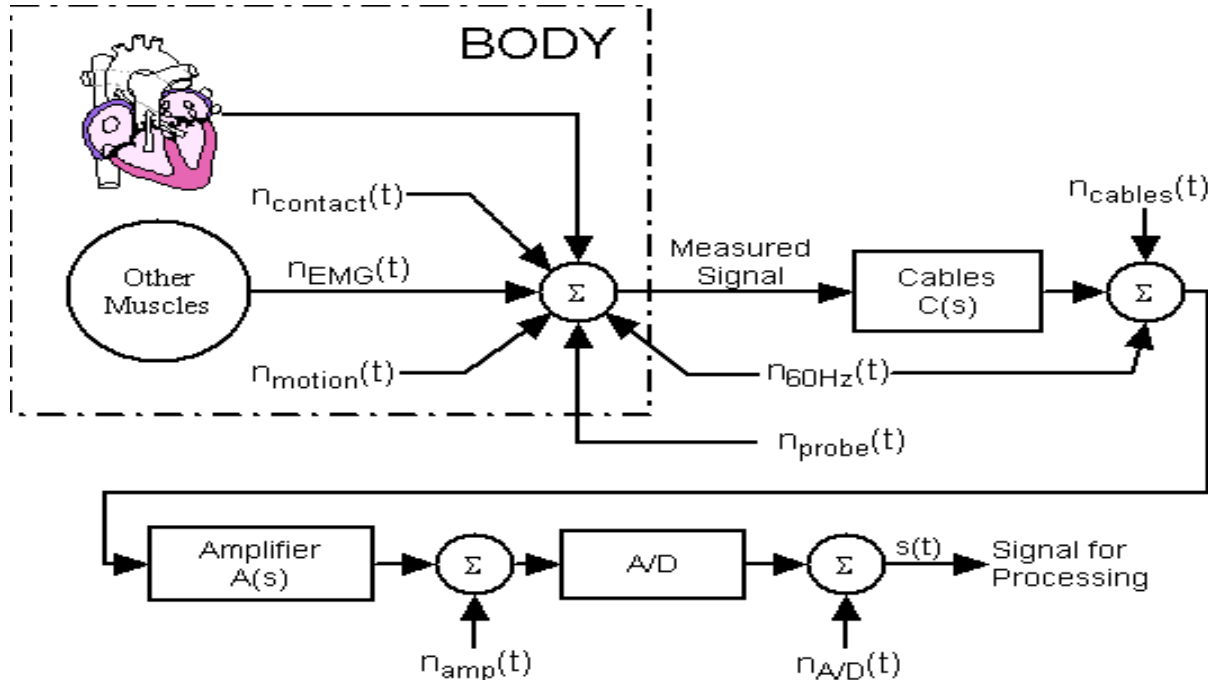 BODY
n_contact(t)
n_cables(t)
Other
Muscles
n_EMG(t)
Σ
Measured
Signal
Cables
C(s)
Σ
n_motion(t)
n_60Hz(t)
n_probe(t)
Amplifier
A(s)
Σ
A/D
Σ
s(t)
Signal for
Processing
n_amp(t)
n_A/D(t)